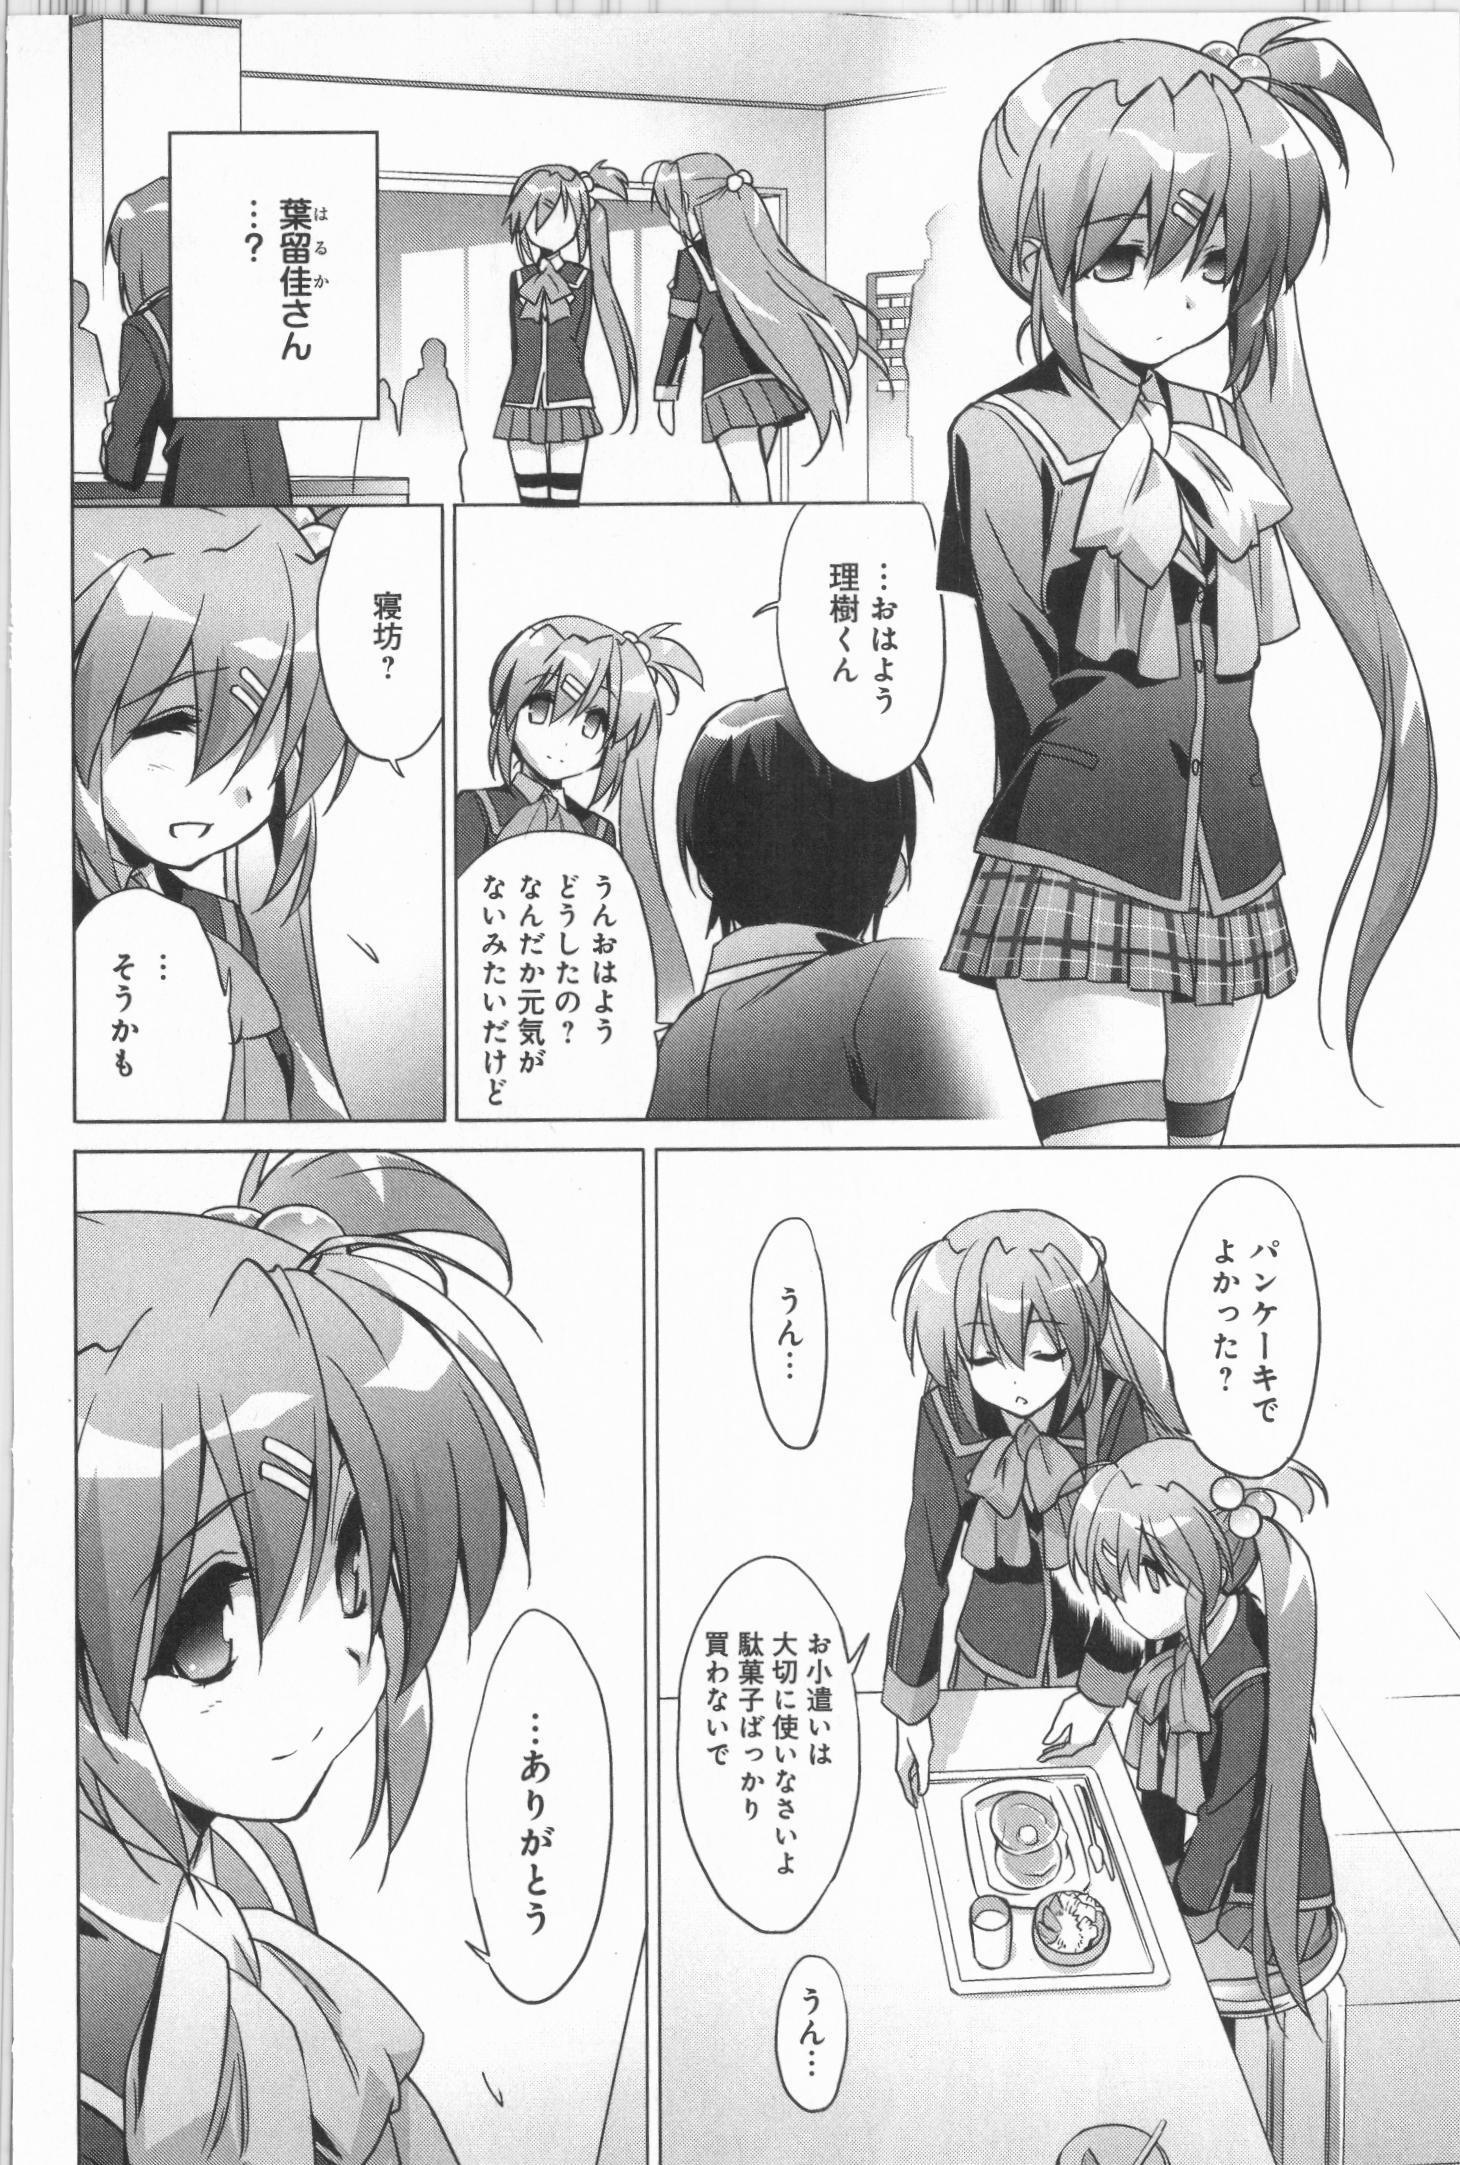 葉留佳さん
はるか
…?
…おはよう
理樹くん
うんおはよう
どうしたの?
なんだか元気が
ないみたいだけど
寝坊?
…
そうかも
パンケーキで
よかった?
うん…
お小遣いは
大切に使いなさいよ
駄菓子ばっかり
買わないで
うん…
…ありがとう